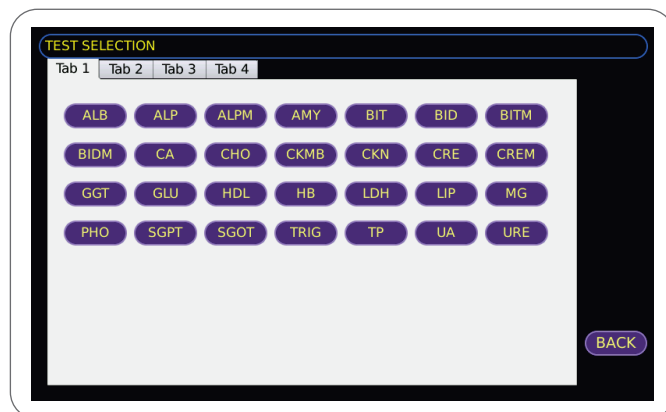 TEST SELECTION
Tab 1 Tab 2 Tab 3 Tab 4
ALB ALP ALPM AMY BIT BID BITM
BIDM CA CHO CKMB CKN CRE CREM
GGT GLU HDL HB LDH LIP MG
PHO SGPT SGOT TRIG TP UA URE
BACK